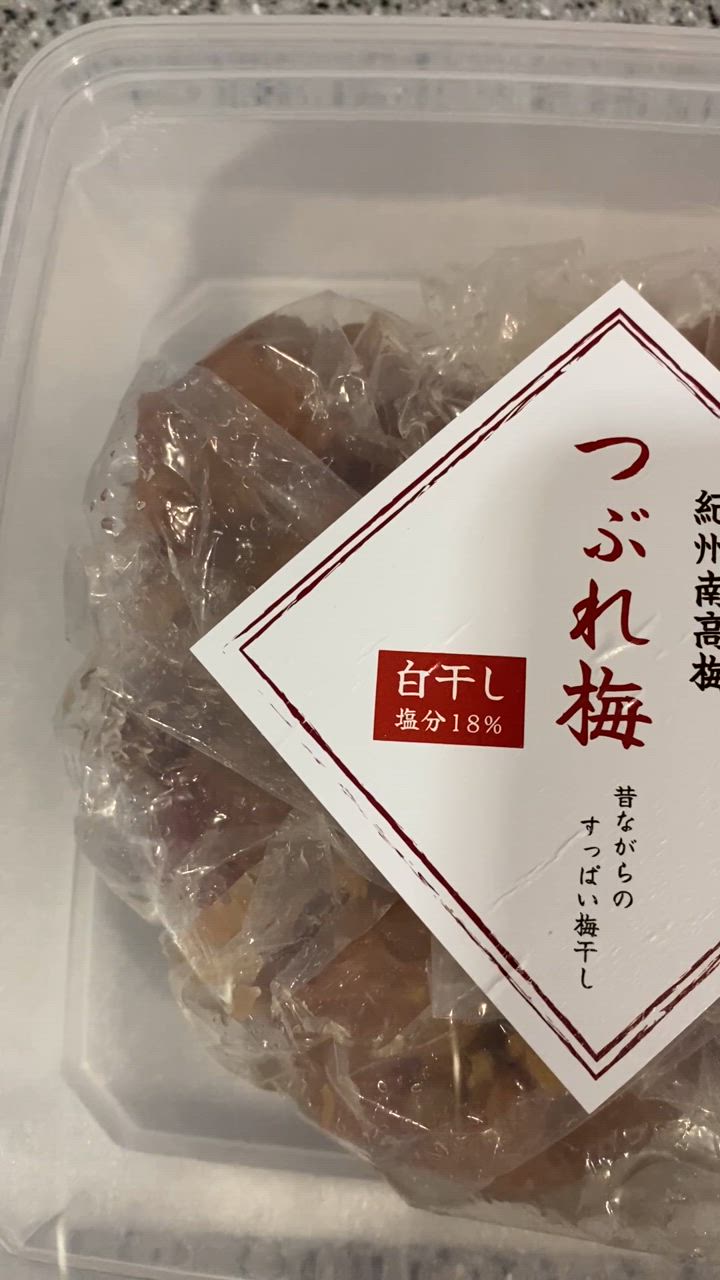 紀州南高梅
つぶれ梅
白干し
塩分18%
昔ながらの
すっぱい梅干し